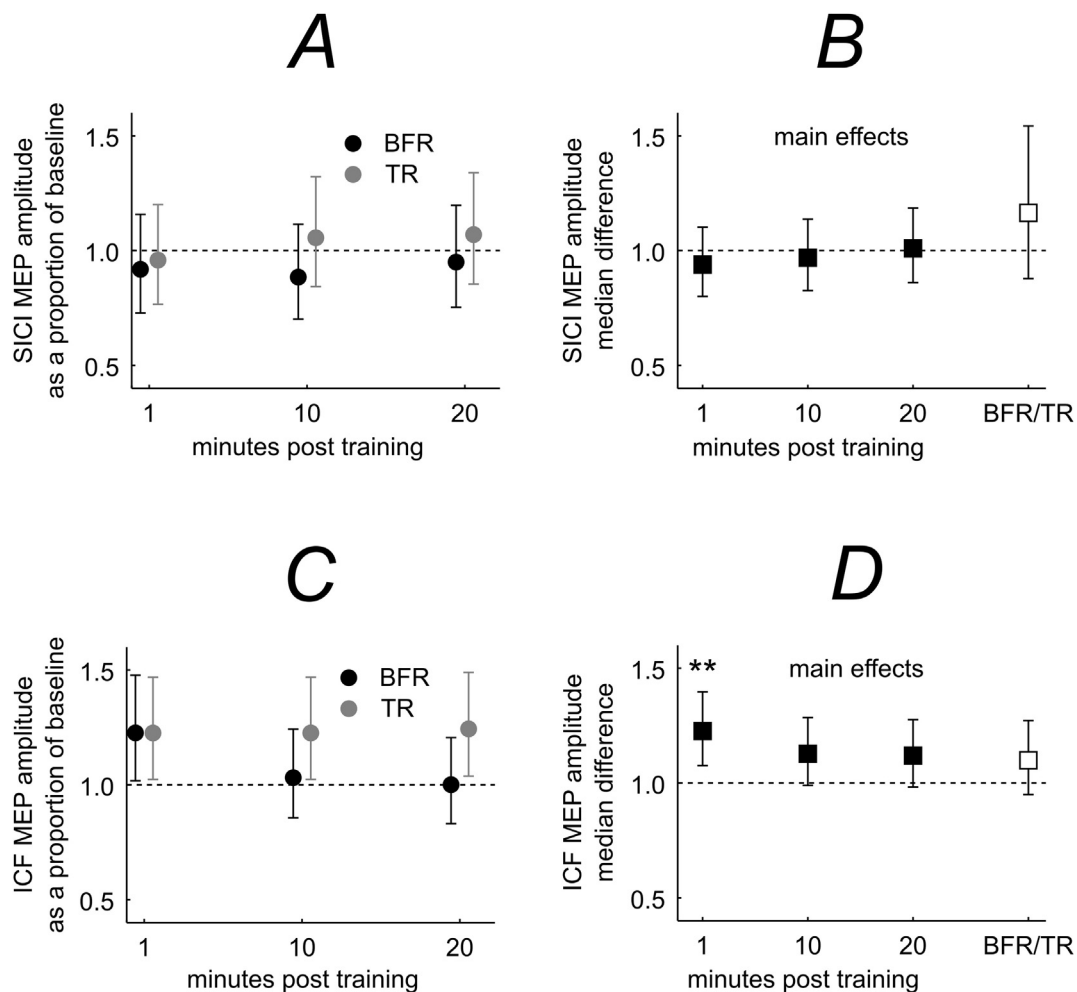 A
SICI MEP amplitude
as a proportion of baseline
1.5
1.0
0.5
BFR
TR
1 10 20
minutes post training
B
SICI MEP amplitude
median difference
1.5
1.0
0.5
main effects
1 10 20 BFR/TR
minutes post training
C
ICF MEP amplitude
as a proportion of baseline
1.5
1.0
0.5
BFR
TR
1 10 20
minutes post training
D
ICF MEP amplitude
median difference
1.5
1.0
0.5
**
main effects
1 10 20 BFR/TR
minutes post training